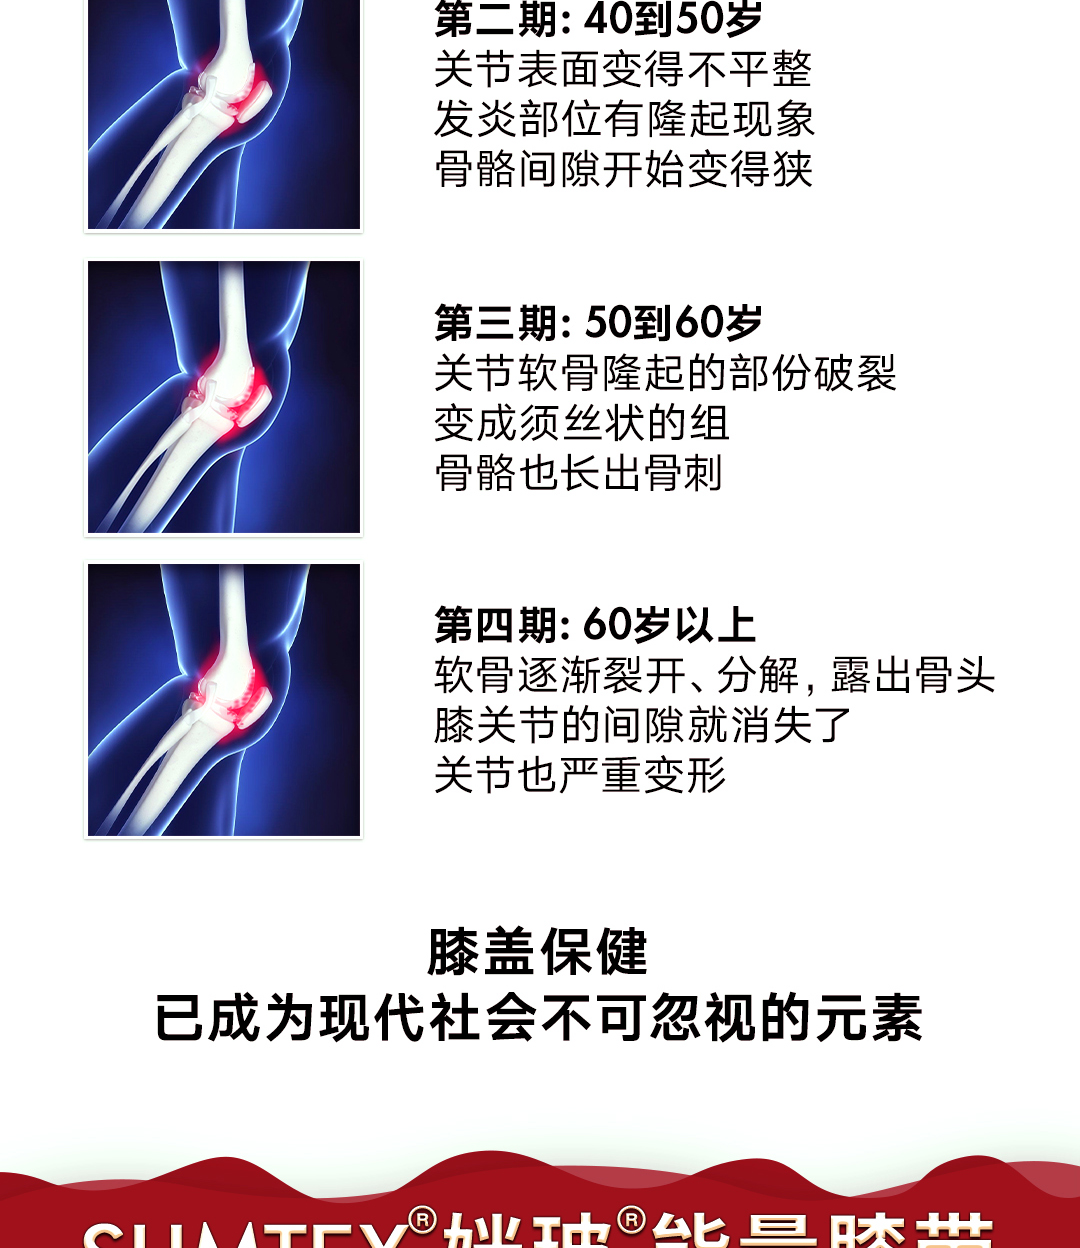 第二期: 40到50岁
关节表面变得不平整
发炎部位有隆起现象
骨骼间隙开始变得狭
第三期: 50到60岁
关节软骨隆起的部份破裂
变成须丝状的组
骨骼也长出骨刺
第四期: 60岁以上
软骨逐渐裂开、分解, 露出骨头
膝关节的间隙就消失了
关节也严重变形
膝盖保健
已成为现代社会不可忽视的元素
® ® 能量膝带